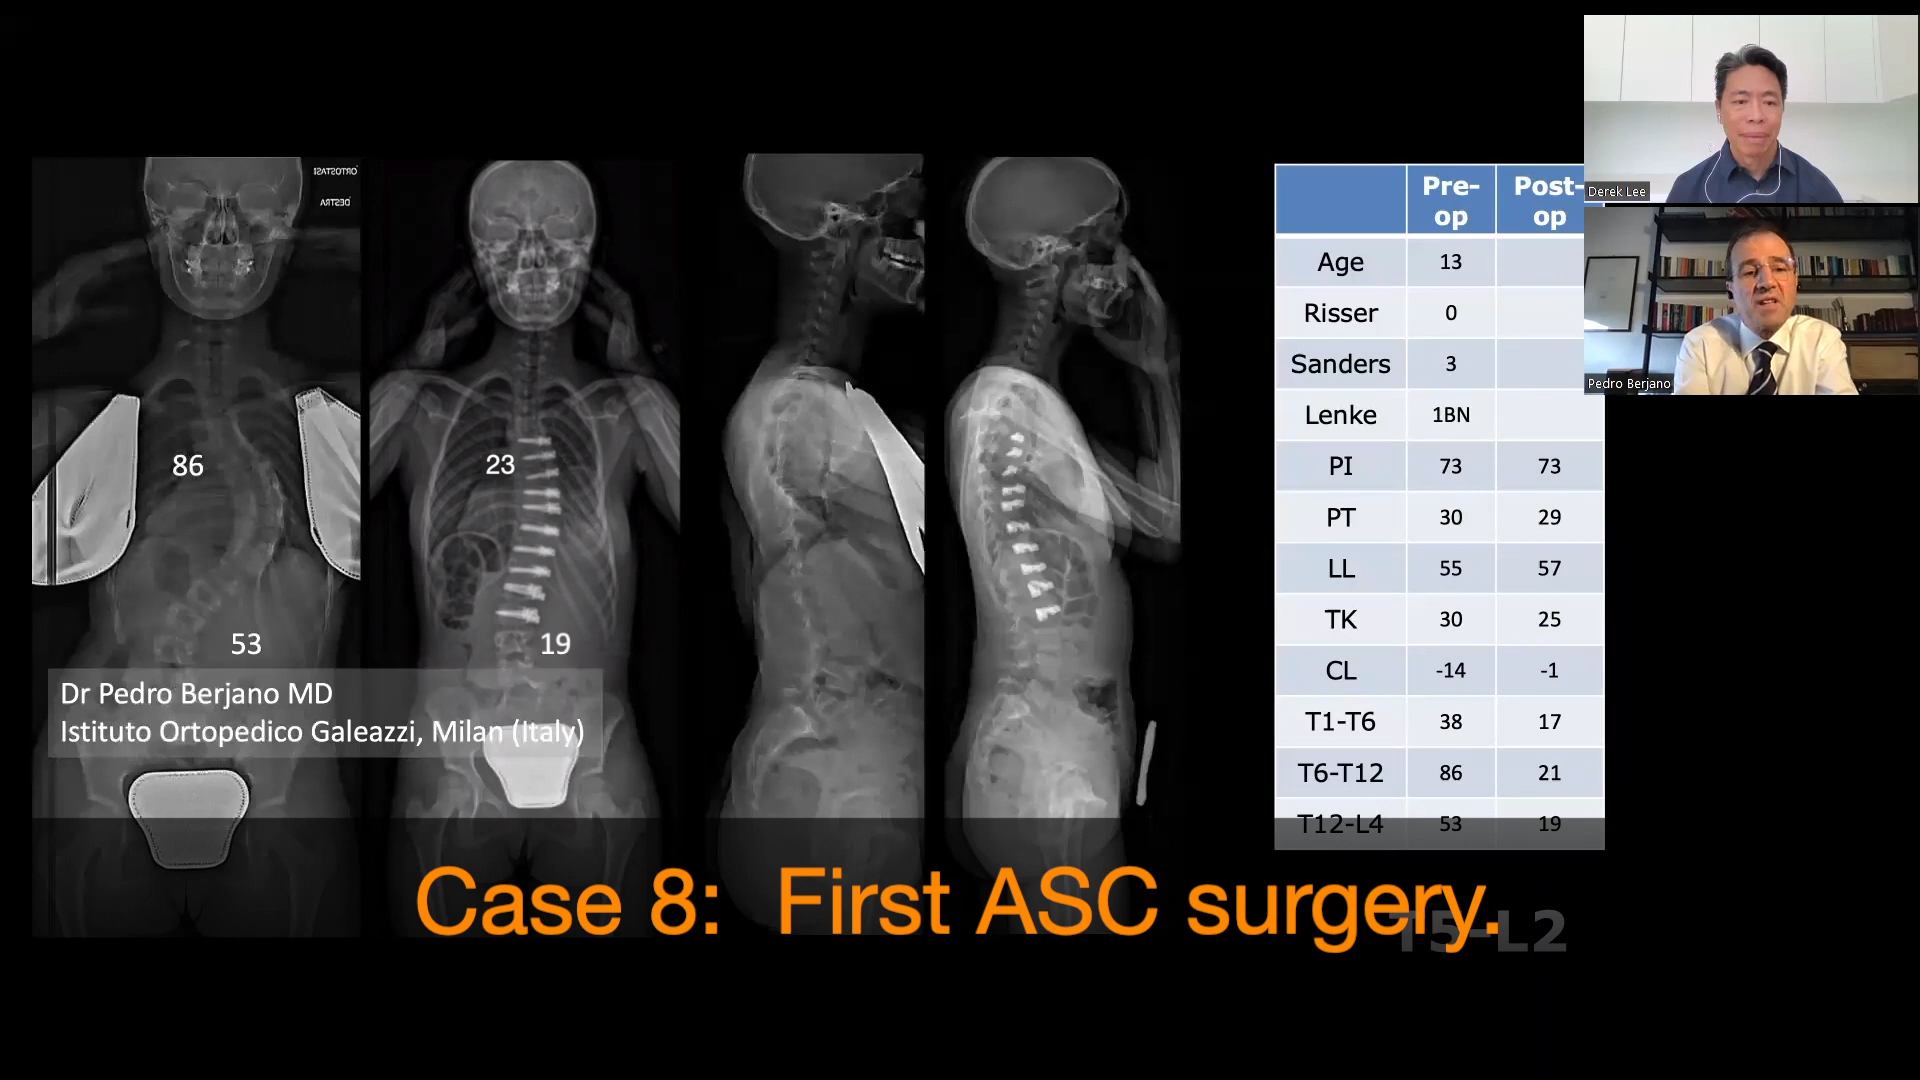 ORTOSTASI
DESTRA
86
53
23
19
Dr Pedro Berjano MD
Istituto Ortopedico Galeazzi, Milan (Italy)
Pre-op Post-op
Age 13
Risser 0
Sanders 3
Lenke 1BN
PI 73 73
PT 30 29
LL 55 57
TK 30 25
CL -14 -1
T1-T6 38 17
T6-T12 86 21
T12-L4 53 19
Case 8: First ASC surgery.
T5-L2
Derek Lee
Pedro Berjano